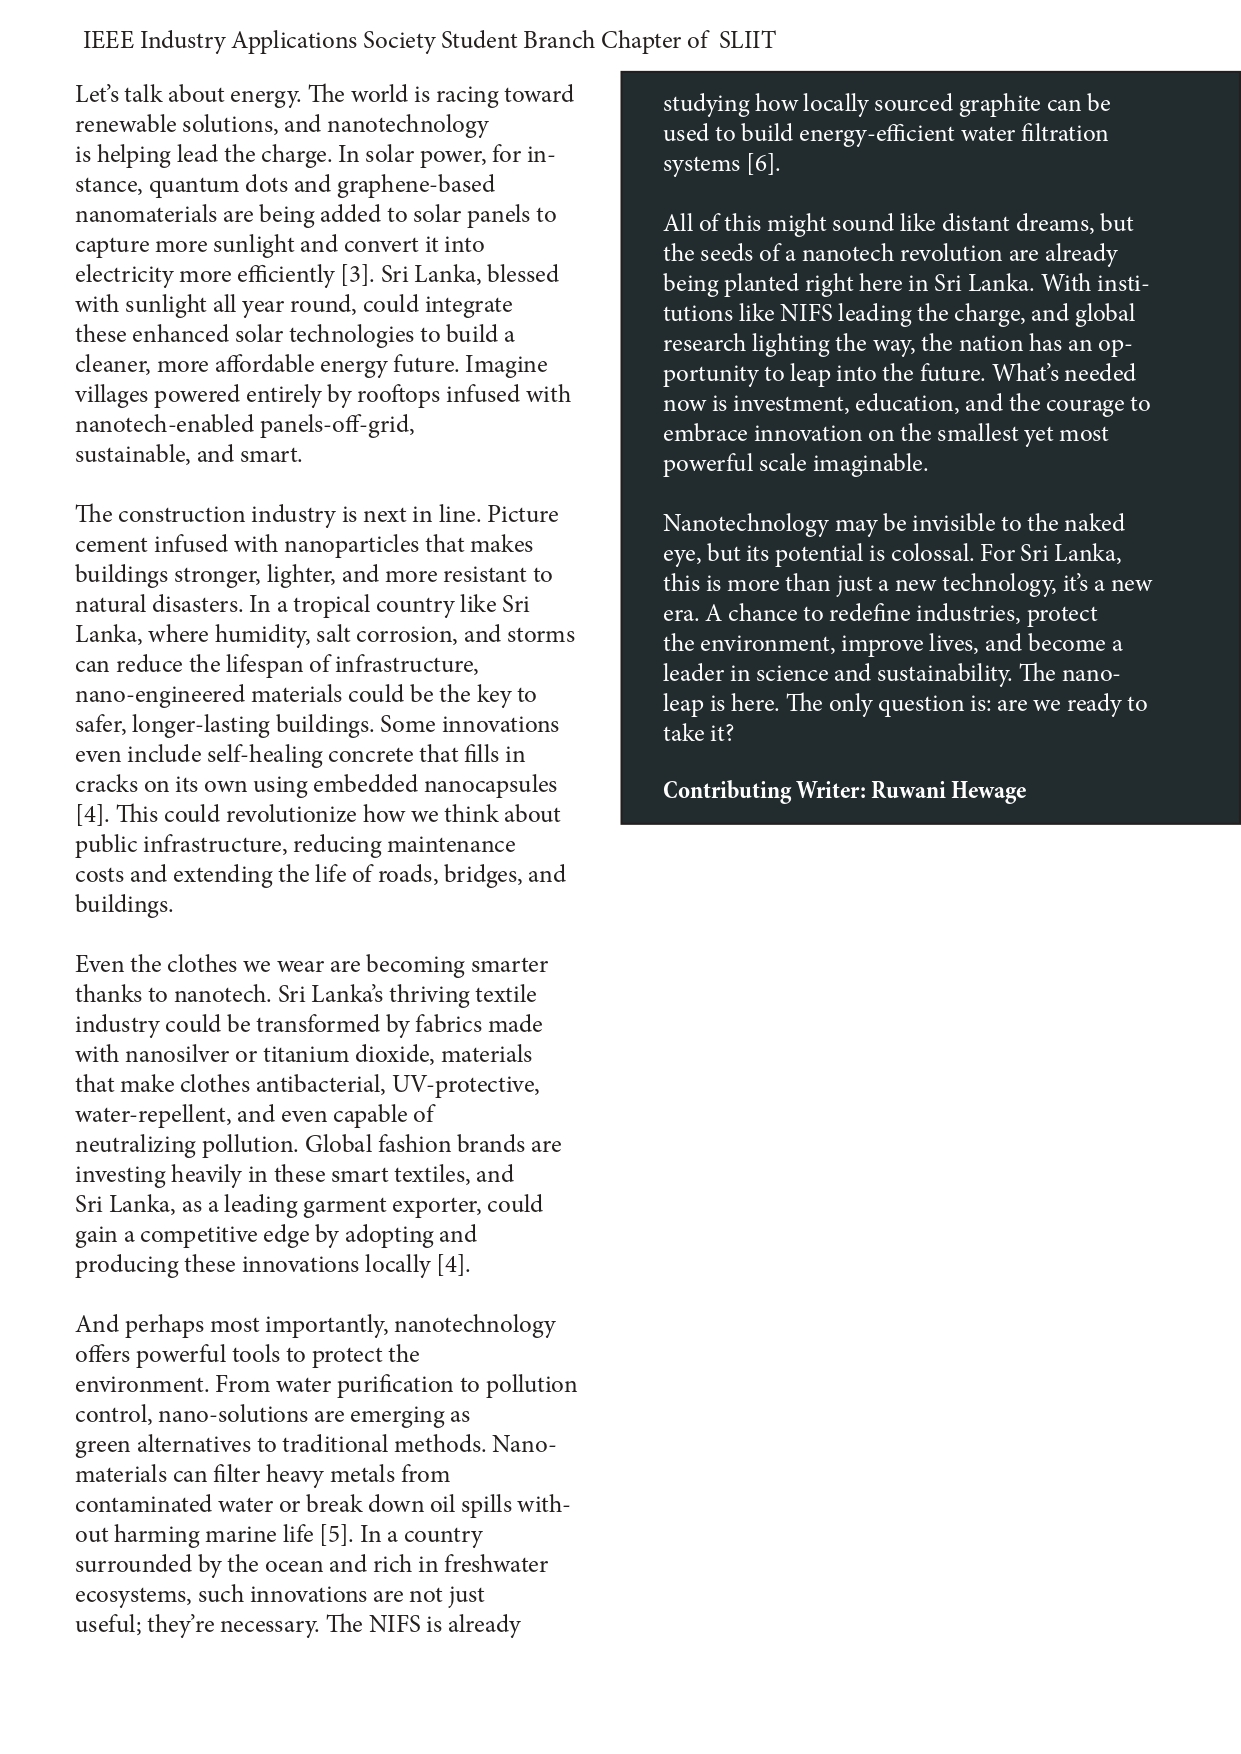 IEEE Industry Applications Society Student Branch Chapter of  SLIIT
Let’s talk about energy. The world is racing toward
renewable solutions, and nanotechnology
is helping lead the charge. In solar power, for in-
stance, quantum dots and graphene-based
nanomaterials are being added to solar panels to
capture more sunlight and convert it into
electricity more efficiently [3]. Sri Lanka, blessed
with sunlight all year round, could integrate
these enhanced solar technologies to build a
cleaner, more affordable energy future. Imagine
villages powered entirely by rooftops infused with
nanotech-enabled panels-off-grid,
sustainable, and smart.
The construction industry is next in line. Picture
cement infused with nanoparticles that makes
buildings stronger, lighter, and more resistant to
natural disasters. In a tropical country like Sri
Lanka, where humidity, salt corrosion, and storms
can reduce the lifespan of infrastructure,
nano-engineered materials could be the key to
safer, longer-lasting buildings. Some innovations
even include self-healing concrete that fills in
cracks on its own using embedded nanocapsules
[4]. This could revolutionize how we think about
public infrastructure, reducing maintenance
costs and extending the life of roads, bridges, and
buildings.
Even the clothes we wear are becoming smarter
thanks to nanotech. Sri Lanka’s thriving textile
industry could be transformed by fabrics made
with nanosilver or titanium dioxide, materials
that make clothes antibacterial, UV-protective,
water-repellent, and even capable of
neutralizing pollution. Global fashion brands are
investing heavily in these smart textiles, and
Sri Lanka, as a leading garment exporter, could
gain a competitive edge by adopting and
producing these innovations locally [4].
And perhaps most importantly, nanotechnology
offers powerful tools to protect the
environment. From water purification to pollution
control, nano-solutions are emerging as
green alternatives to traditional methods. Nano-
materials can filter heavy metals from
contaminated water or break down oil spills with-
out harming marine life [5]. In a country
surrounded by the ocean and rich in freshwater
ecosystems, such innovations are not just
useful; they’re necessary. The NIFS is already
studying how locally sourced graphite can be
used to build energy-efficient water filtration
systems [6].
All of this might sound like distant dreams, but
the seeds of a nanotech revolution are already
being planted right here in Sri Lanka. With insti-
tutions like NIFS leading the charge, and global
research lighting the way, the nation has an op-
portunity to leap into the future. What’s needed
now is investment, education, and the courage to
embrace innovation on the smallest yet most
powerful scale imaginable.
Nanotechnology may be invisible to the naked
eye, but its potential is colossal. For Sri Lanka,
this is more than just a new technology, it’s a new
era. A chance to redefine industries, protect
the environment, improve lives, and become a
leader in science and sustainability. The nano-
leap is here. The only question is: are we ready to
take it?
Contributing Writer: Ruwani Hewage